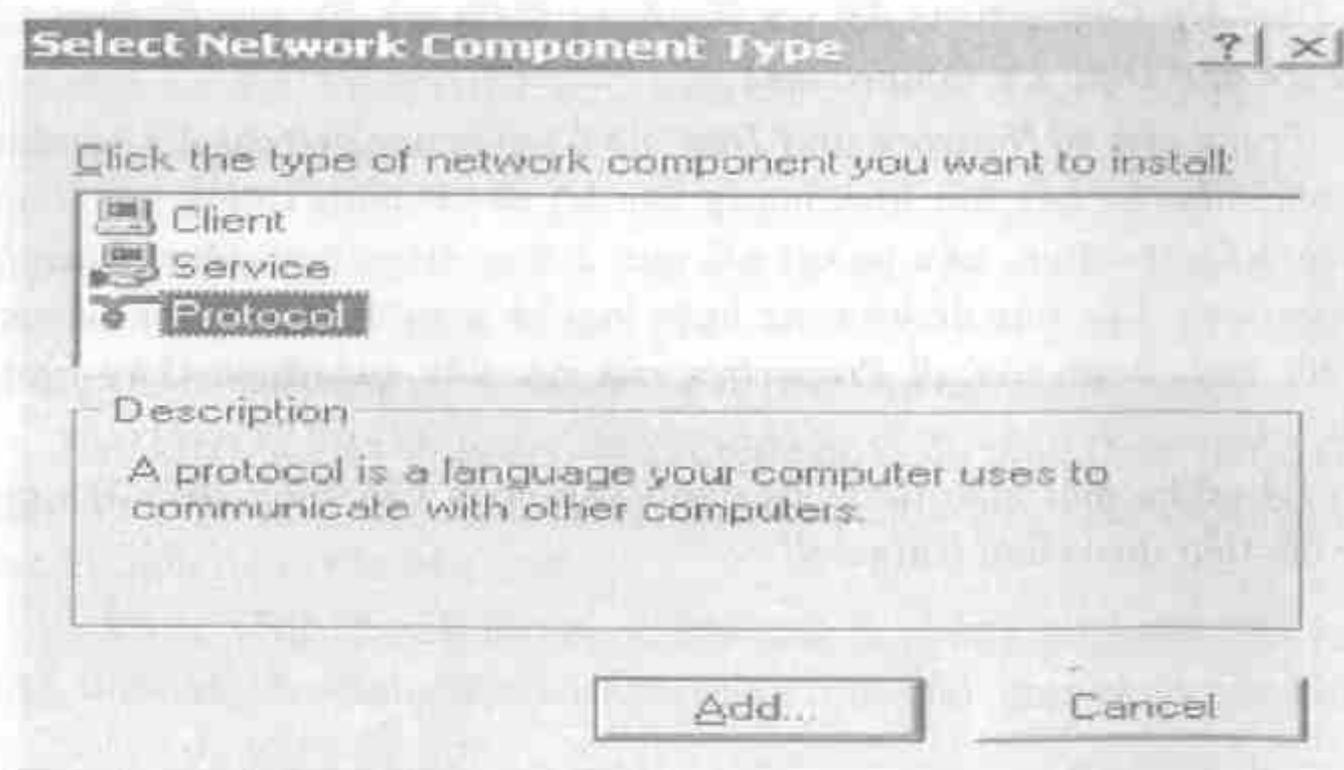 Select Network Component Type
Click the type of network component you want to install:
Client
Service
Protocol
Description
A protocol is a language your computer uses to
communicate with other computers.
Add...
Cancel